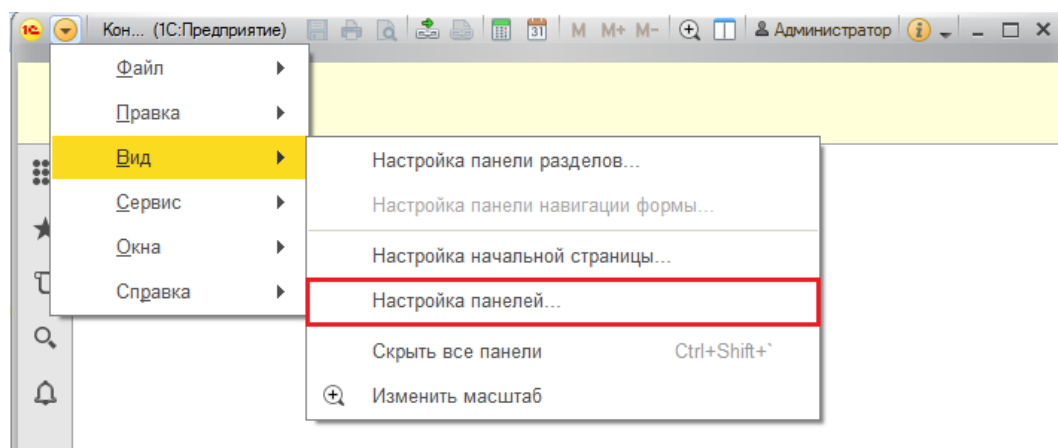 1С Кон... (1С:Предприятие) 31 M M+ M- Администратор i
Файл
Правка
Вид
Сервис
Окна
Справка
Настройка панели разделов...
Настройка панели навигации формы...
Настройка начальной страницы...
Настройка панелей...
Скрыть все панели Ctrl+Shift+`
Изменить масштаб